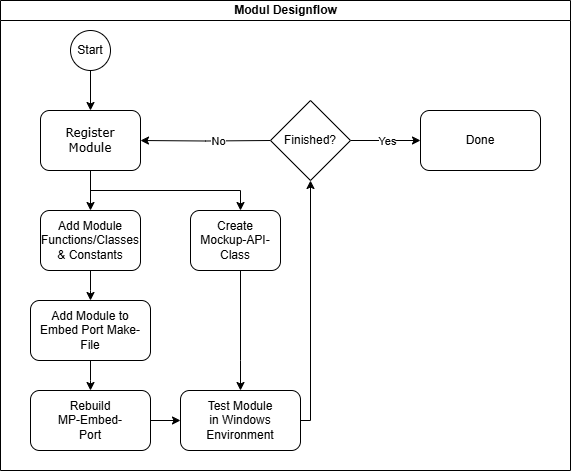 Modul Designflow
Start
Register
Module
No
Finished?
Yes
Done
Add Module
Functions/Classes
& Constants
Create
Mockup-API-
Class
Add Module to
Embed Port Make-
File
Rebuild
MP-Embed-
Port
Test Module
in Windows
Environment